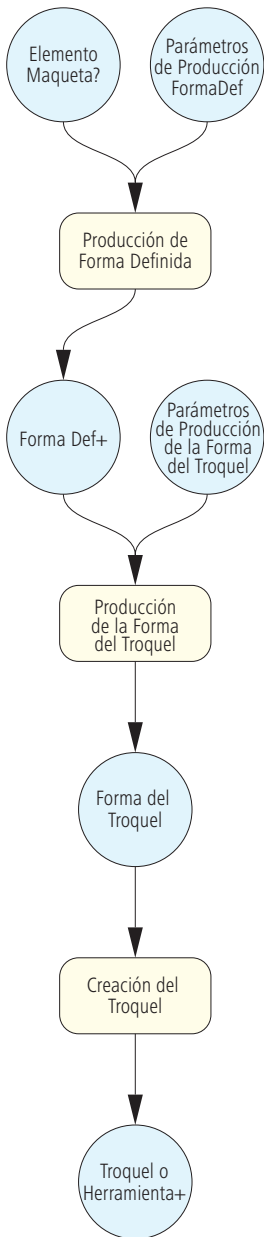 Elemento
Maqueta?
Parámetros
de Producción
FormaDef
Producción de
Forma Definida
Forma Def+
Parámetros
de Producción
de la Forma
del Troquel
Producción
de la Forma
del Troquel
Forma del
Troquel
Creación del
Troquel
Troquel o
Herramienta+